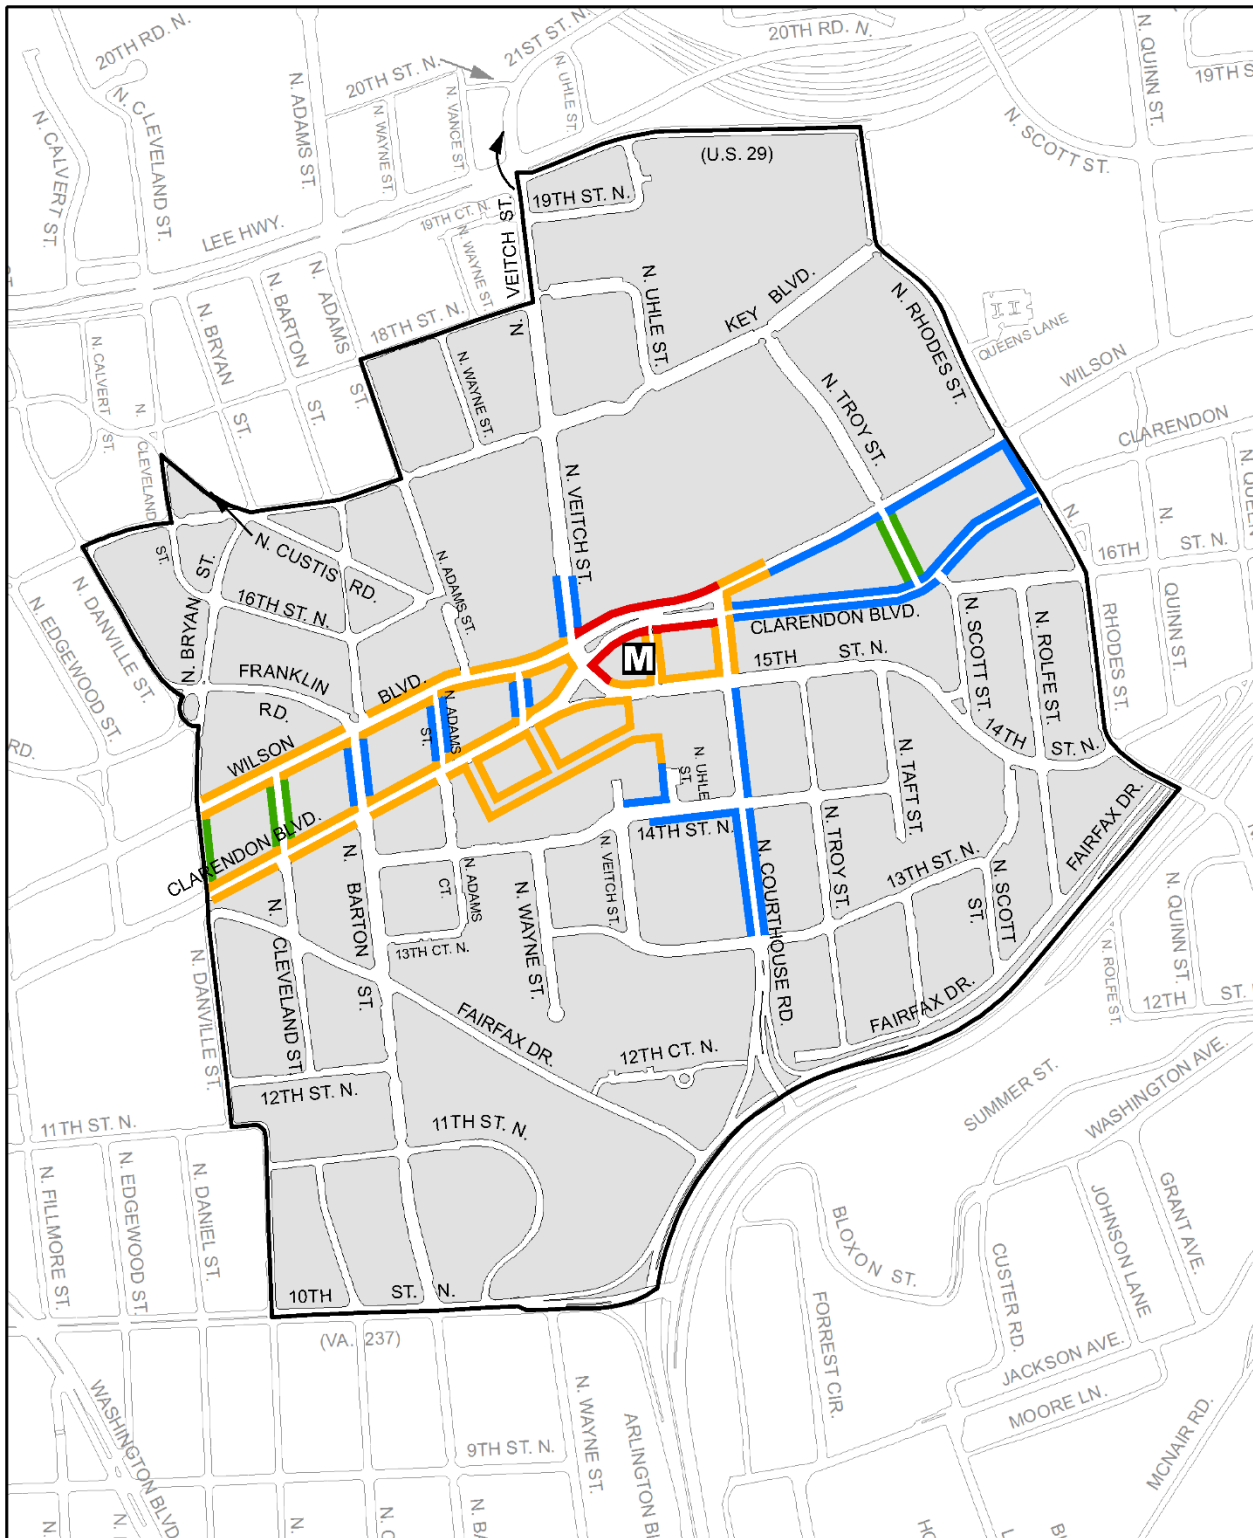 20TH RD. N.
20TH ST. N.
21ST ST. N.
20TH RD. N.
N. QUINN ST.
19TH S
N. CALVERT ST.
N. CLEVELAND ST.
N. ADAMS ST.
N. WAYNE ST.
N. VANCE ST.
N. UHLE ST.
N. SCOTT ST.
(U.S. 29)
19TH ST. N.
LEE HWY.
19TH CT. N.
N. WAYNE ST.
N. VEITCH ST.
N. UHLE ST.
KEY BLVD.
N. RHODES ST.
QUEENS LANE
WILSON
CLARENDON
N. BRYAN ST.
N. BARTON ST.
N. ADAMS ST.
18TH ST. N.
N. CALVERT ST.
N. CLEVELAND ST.
N. WAYNE ST.
N. TROY ST.
N. VEITCH ST.
N. CUSTIS RD.
N. ADAMS ST.
16TH ST. N.
N. BRYAN ST.
N. DANVILLE ST.
N. EDGEWOOD ST.
RD.
FRANKLIN RD.
WILSON BLVD.
CLARENDON BLVD.
N. ADAMS ST.
M
CLARENDON BLVD.
15TH ST. N.
N. SCOTT ST.
N. ROLFE ST.
14TH ST. N.
16TH ST. N.
N. QUINN ST.
N. RHODES ST.
N. UHLE ST.
14TH ST. N.
N. TAFT ST.
N. TROY ST.
13TH ST. N.
N. SCOTT ST.
FAIRFAX DR.
FAIRFAX DR.
N. COURTHOUSE RD.
N. VEITCH ST.
N. WAYNE ST.
N. ADAMS CT.
13TH CT. N.
N. BARTON ST.
N. CLEVELAND ST
N. DANVILLE ST.
FAIRFAX DR.
12TH CT. N.
12TH ST. N.
11TH ST. N.
11TH ST. N.
10TH ST. N.
(VA. 237)
N. QUINN ST.
N. ROLFE ST.
12TH ST.
SUMMER ST.
WASHINGTON AVE.
GRANT AVE.
JOHNSON LANE
BLOXON ST.
CUSTER RD.
JACKSON AVE.
MOORE LN.
MCNAIR RD.
FORREST CIR.
N. FILLMORE ST.
N. EDGEWOOD ST.
N. DANIEL ST.
WASHINGTON BLVD
9TH ST. N.
N. WAYNE ST.
ARLINGTON B
N.
N.
N.